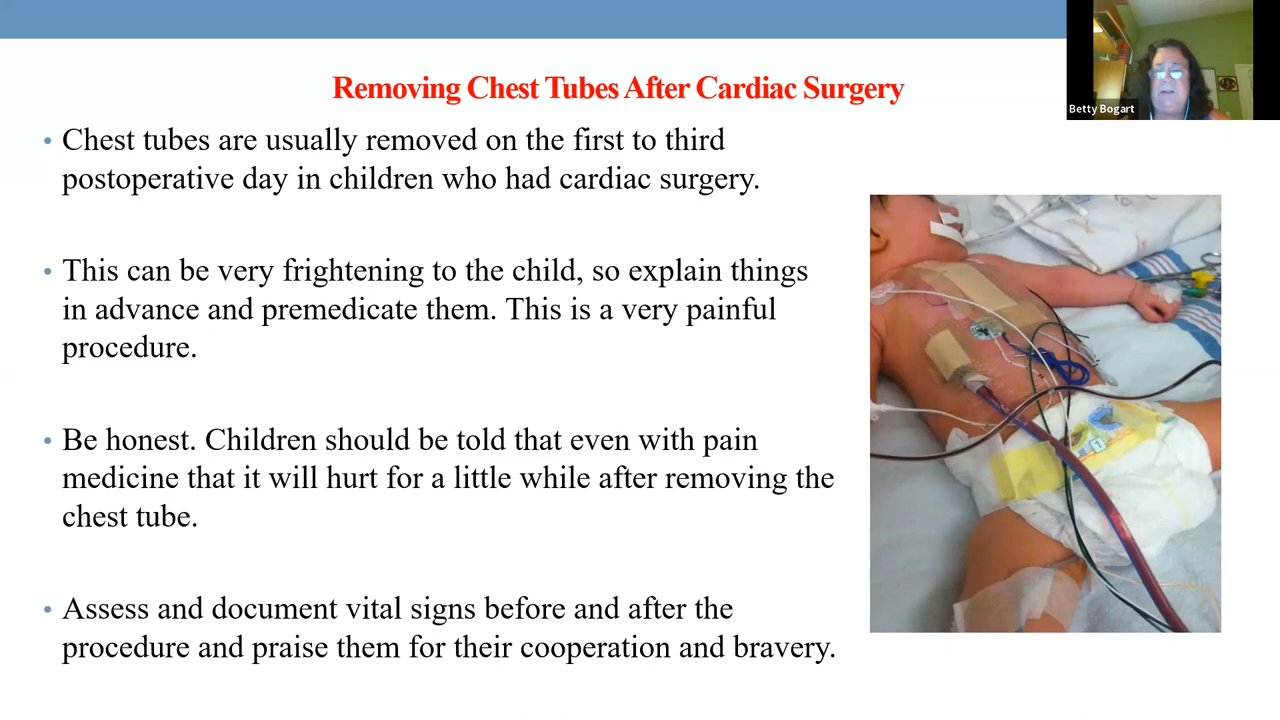 Removing Chest Tubes After Cardiac Surgery
Betty Bogart
• Chest tubes are usually removed on the first to third
postoperative day in children who had cardiac surgery.
• This can be very frightening to the child, so explain things
in advance and premedicate them. This is a very painful
procedure.
• Be honest. Children should be told that even with pain
medicine that it will hurt for a little while after removing the
chest tube.
• Assess and document vital signs before and after the
procedure and praise them for their cooperation and bravery.
1